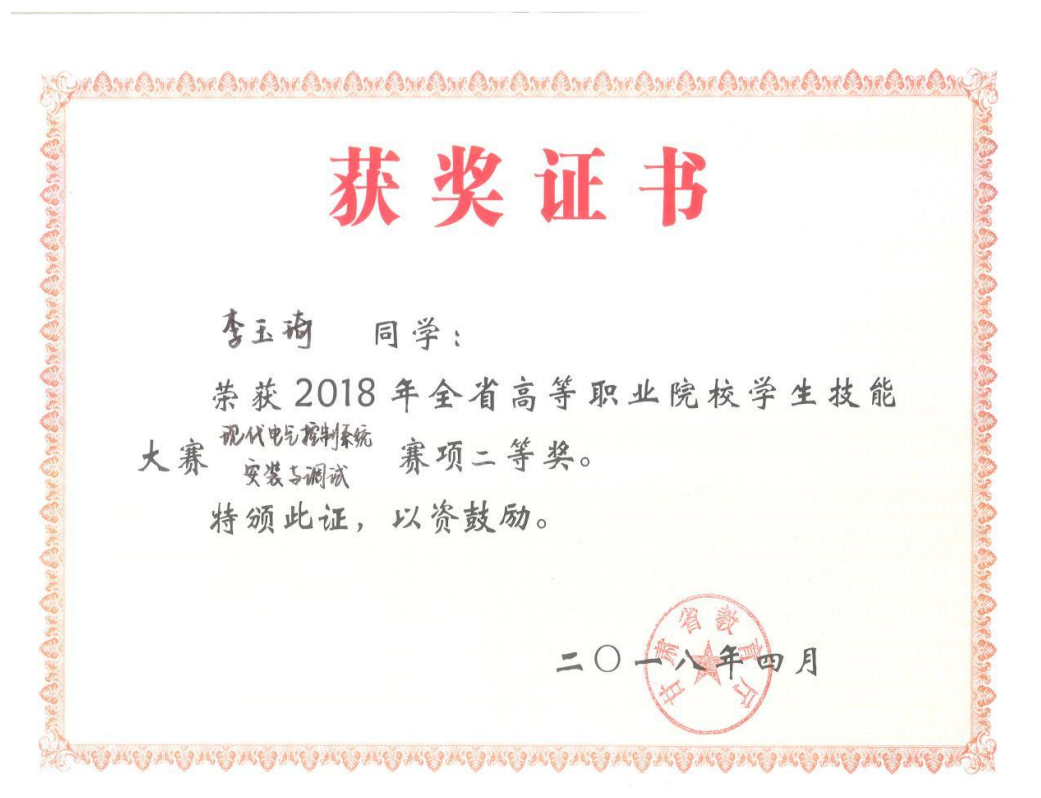 获奖证书
李玉琦 同学：
荣获2018年全省高等职业院校学生技能
大赛 现代电气控制系统
安装与调试 赛项二等奖。
特颁此证，以资鼓励。
二〇一八年四月
甘肃省教育厅